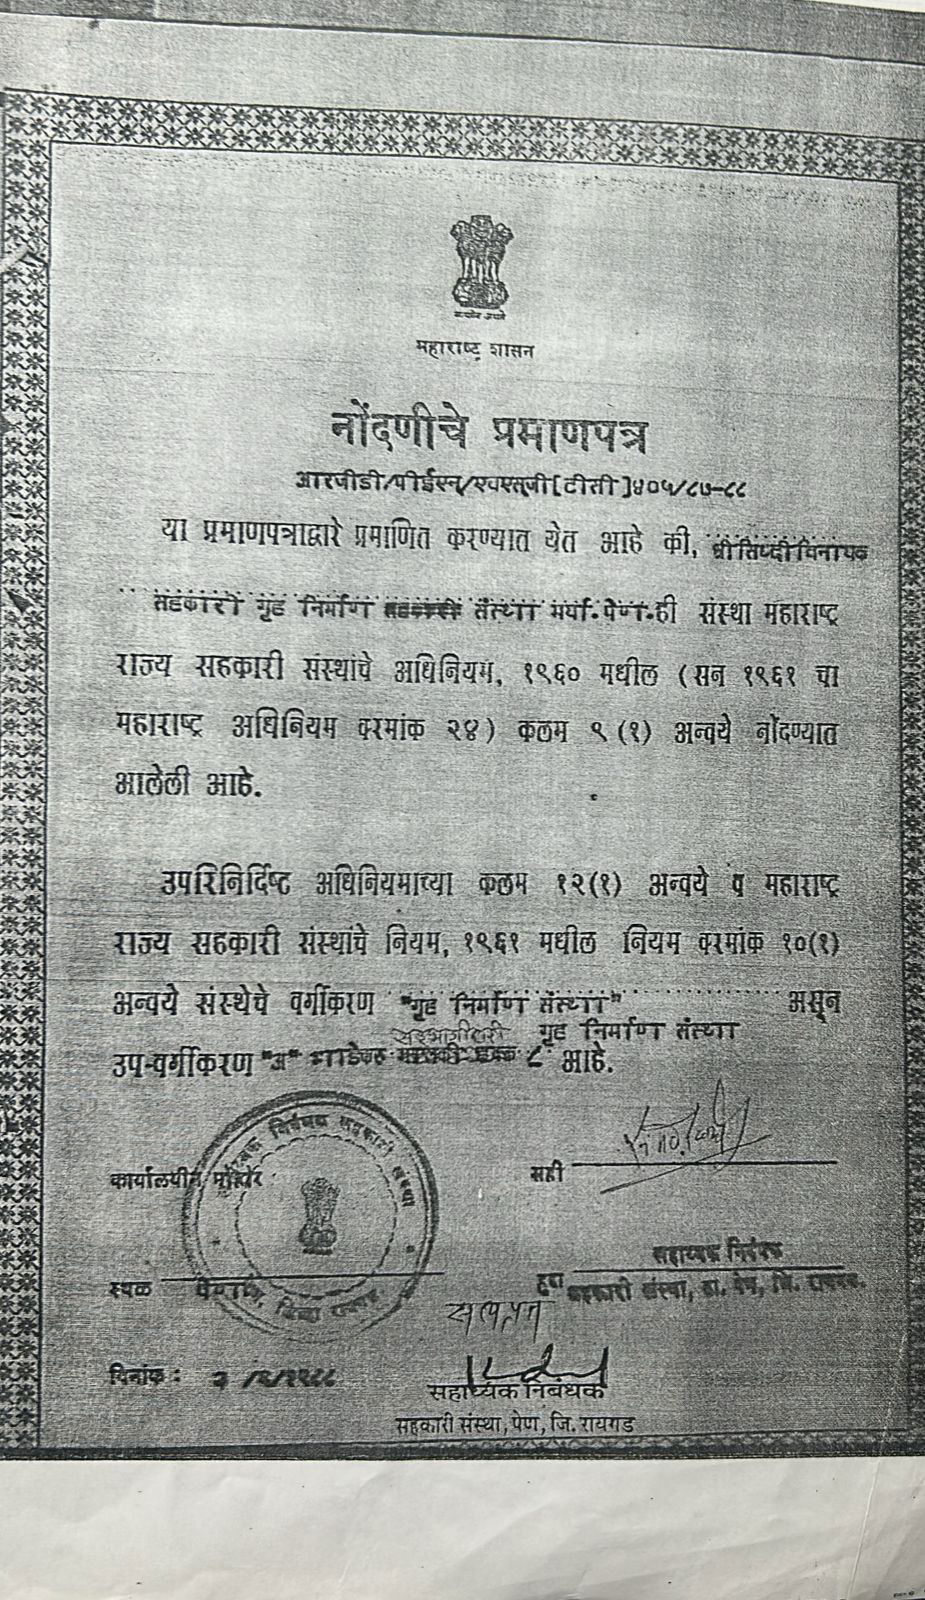 महाराष्ट्र शासन
नोंदणीचे प्रमाणपत्र
आरजीडी/पीईएन/एचएसजी[टीसी]४०५/८७-८८
या प्रमाणपत्राद्वारे प्रमाणित करण्यात येत आहे की, श्रीसिध्दीविनायक
सहकारी गृह निर्माण संस्था मर्या.पेण.ही संस्था महाराष्ट्र
राज्य सहकारी संस्थांचे अधिनियम, १९६० मधील (सन १९६१ चा
महाराष्ट्र अधिनियम क्रमांक २४) कलम ९ (१) अन्वये नोंदण्यात
आलेली आहे.
उपरिनिर्दिष्ट अधिनियमाच्या कलम १२(१) अन्वये व महाराष्ट्र
राज्य सहकारी संस्थांचे नियम, १९६१ मधील नियम क्रमांक १०(१)
अन्वये संस्थेचे वर्गीकरण "गृह निर्माण संस्था" असून
गृह निर्माण संस्था
उप-वर्गीकरण "अ" आहे.
कार्यालयीन मोहोर
सही
सहाय्यक निबंधक
स्थळ
हुद्दा सहकारी संस्था, ता. पेण, जि. रायगड.
सत्यप्रत
दिनांक :
सहाय्यक निबंधक
सहकारी संस्था, पेण, जि. रायगड